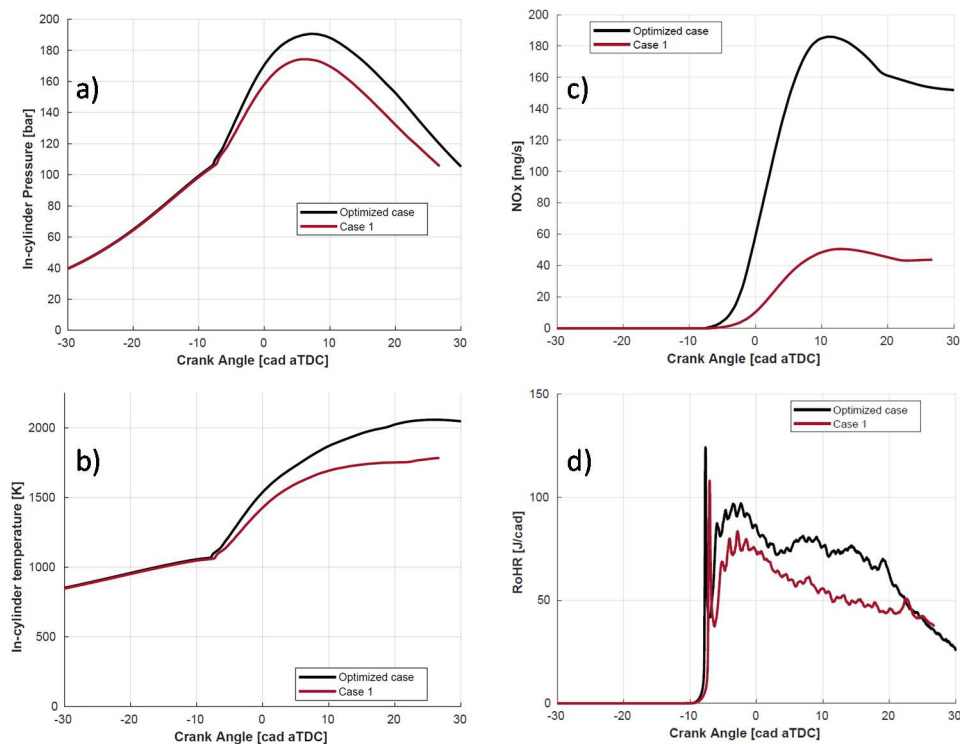 a)
In-cylinder Pressure [bar]
200
180
160
140
120
100
80
60
40
20
0
Optimized case
Case 1
-30 -20 -10 0 10 20 30
Crank Angle [cad aTDC]
c)
NOx [mg/s]
200
180
160
140
120
100
80
60
40
20
0
Optimized case
Case 1
-30 -20 -10 0 10 20 30
Crank Angle [cad aTDC]
b)
In-cylinder temperature [K]
2000
1500
1000
500
0
Optimized case
Case 1
-30 -20 -10 0 10 20 30
Crank Angle [cad aTDC]
d)
RoHR [J/cad]
150
100
50
0
Optimized case
Case 1
-30 -20 -10 0 10 20 30
Crank Angle [cad aTDC]